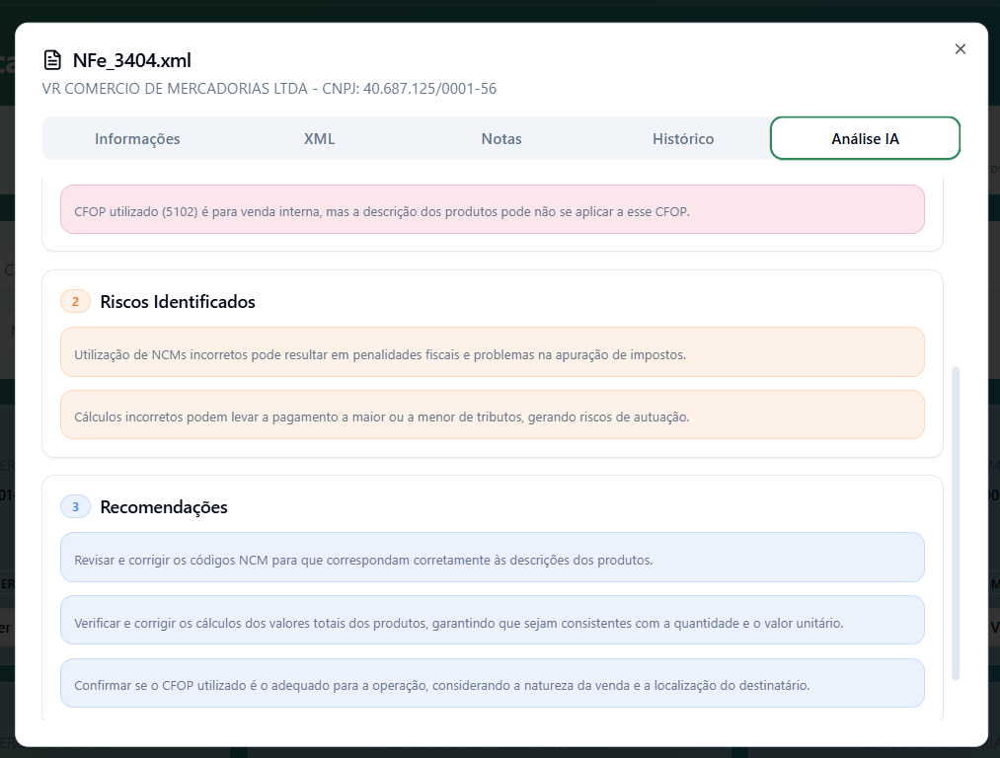 NFe_3404.xml
VR COMERCIO DE MERCADORIAS LTDA - CNPJ: 40.687.125/0001-56
Informações
XML
Notas
Histórico
Análise IA
CFOP utilizado (5102) é para venda interna, mas a descrição dos produtos pode não se aplicar a esse CFOP.
2 Riscos Identificados
Utilização de NCMs incorretos pode resultar em penalidades fiscais e problemas na apuração de impostos.
Cálculos incorretos podem levar a pagamento a maior ou a menor de tributos, gerando riscos de autuação.
3 Recomendações
Revisar e corrigir os códigos NCM para que correspondam corretamente às descrições dos produtos.
Verificar e corrigir os cálculos dos valores totais dos produtos, garantindo que sejam consistentes com a quantidade e o valor unitário.
Confirmar se o CFOP utilizado é o adequado para a operação, considerando a natureza da venda e a localização do destinatário.